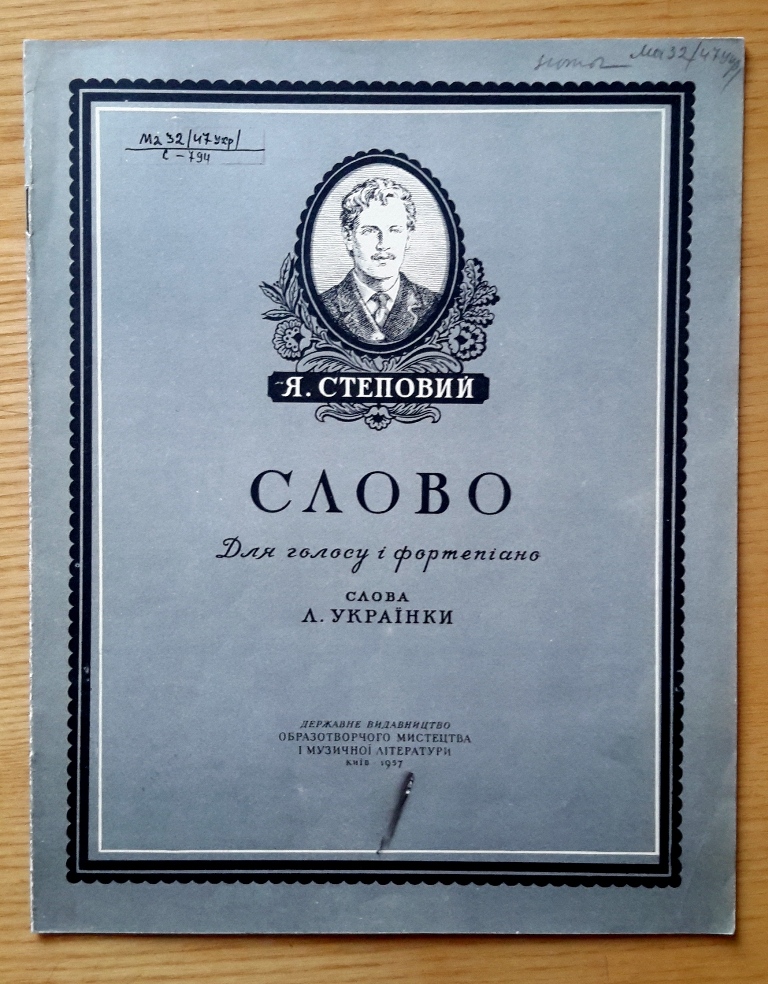 Ма 32/47 укр/
Ма 32/47 укр/
С – 794
Я. СТЕПОВИЙ
СЛОВО
Для голосу і фортепіано
СЛОВА
Л. УКРАЇНКИ
ДЕРЖАВНЕ ВИДАВНИЦТВО
ОБРАЗОТВОРЧОГО МИСТЕЦТВА
І МУЗИЧНОЇ ЛІТЕРАТУРИ
КИЇВ 1957